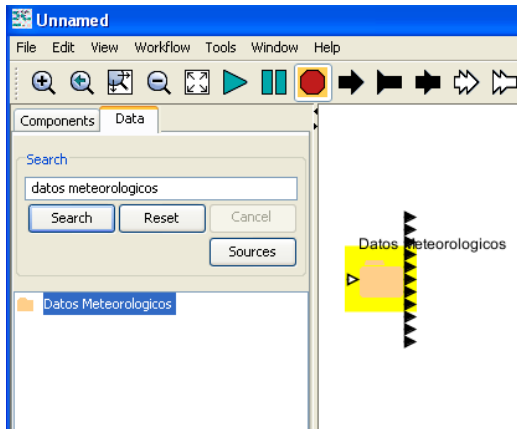 Unnamed
File Edit View Workflow Tools Window Help
Components Data
Search
datos meteorologicos
Search Reset Cancel
Sources
Datos Meteorologicos
Datos Meteorologicos